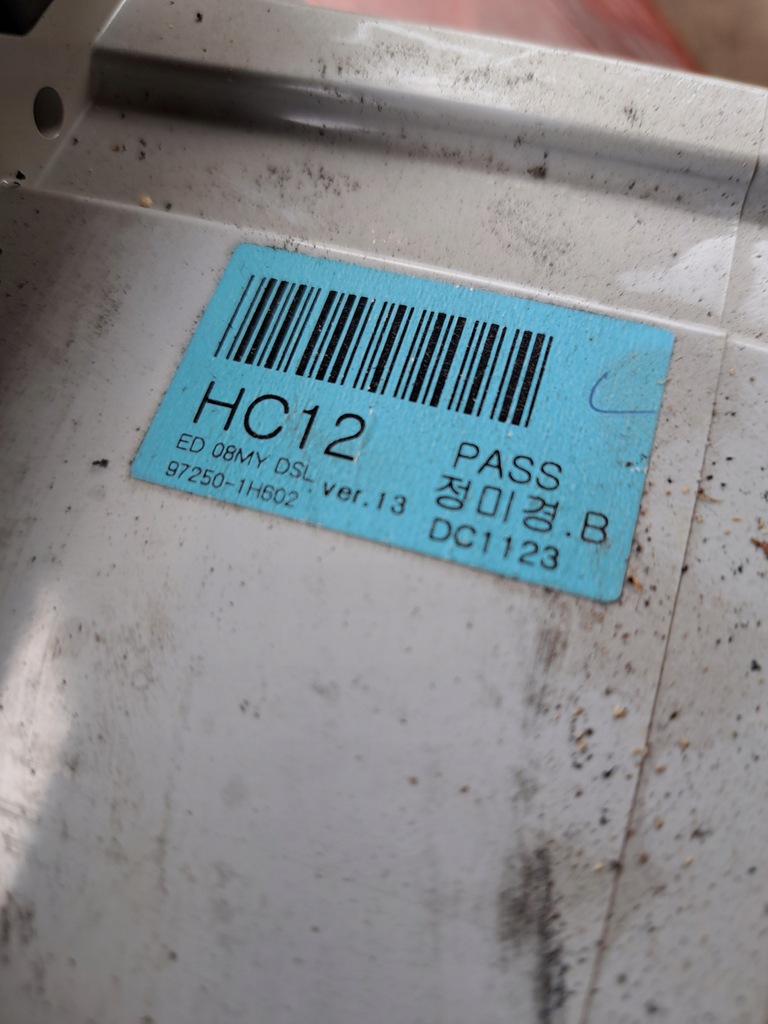 HC12
ED 08MY DSL
97250-1H602 ver.13
PASS
정미경.B
DC1123